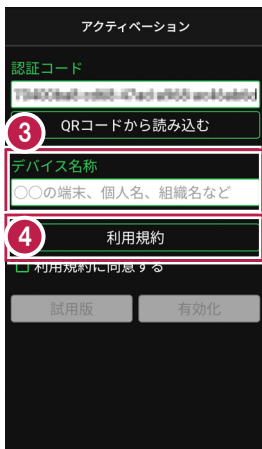 アクティベーション
認証コード
QRコードから読み込む
3
デバイス名称
○○の端末、個人名、組織名など
4
利用規約
利用規約に同意する
試用版
有効化